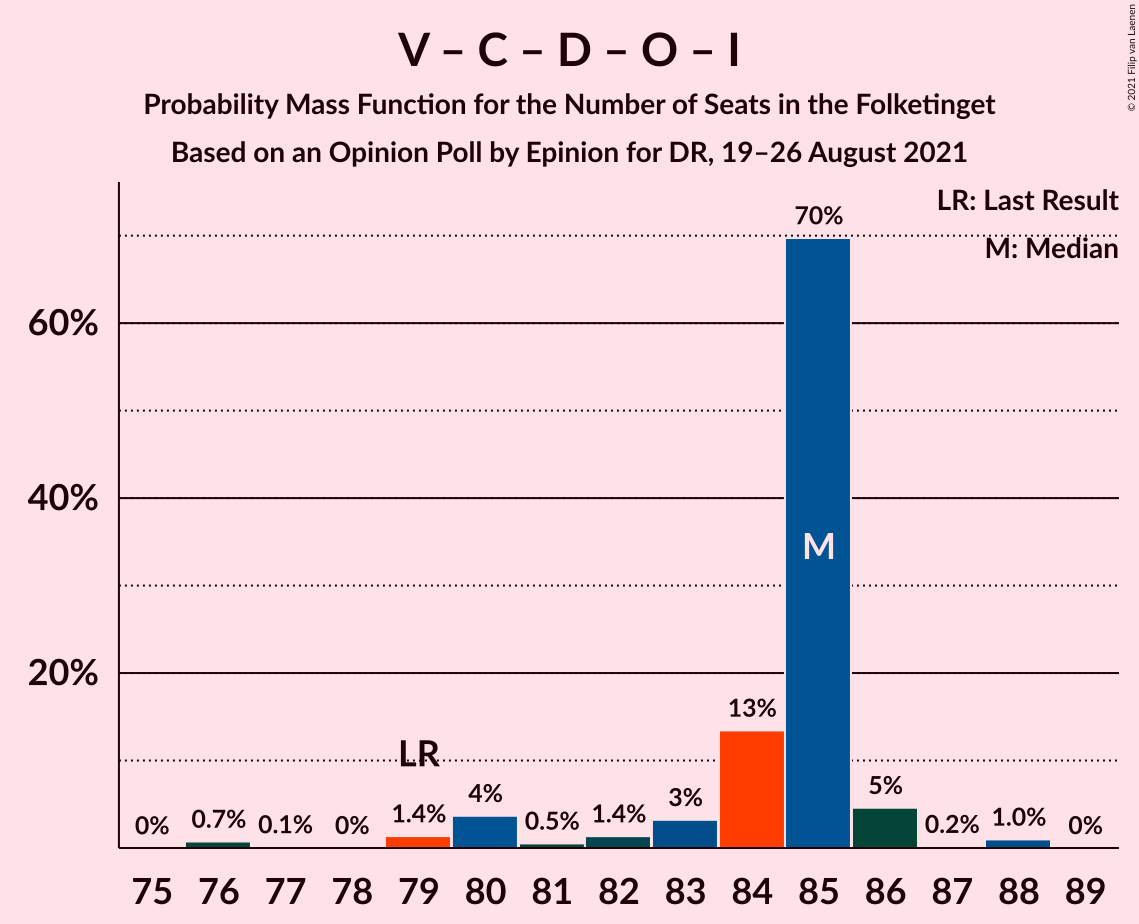 V – C – D – O – I
Probability Mass Function for the Number of Seats in the Folketinget
Based on an Opinion Poll by Epinion for DR, 19–26 August 2021
© 2021 Filip van Laenen
LR: Last Result
M: Median
60%
40%
20%
0%
0.7%
0.1%
0%
LR
1.4%
4%
0.5%
1.4%
3%
13%
70%
M
5%
0.2%
1.0%
0%
75 76 77 78 79 80 81 82 83 84 85 86 87 88 89